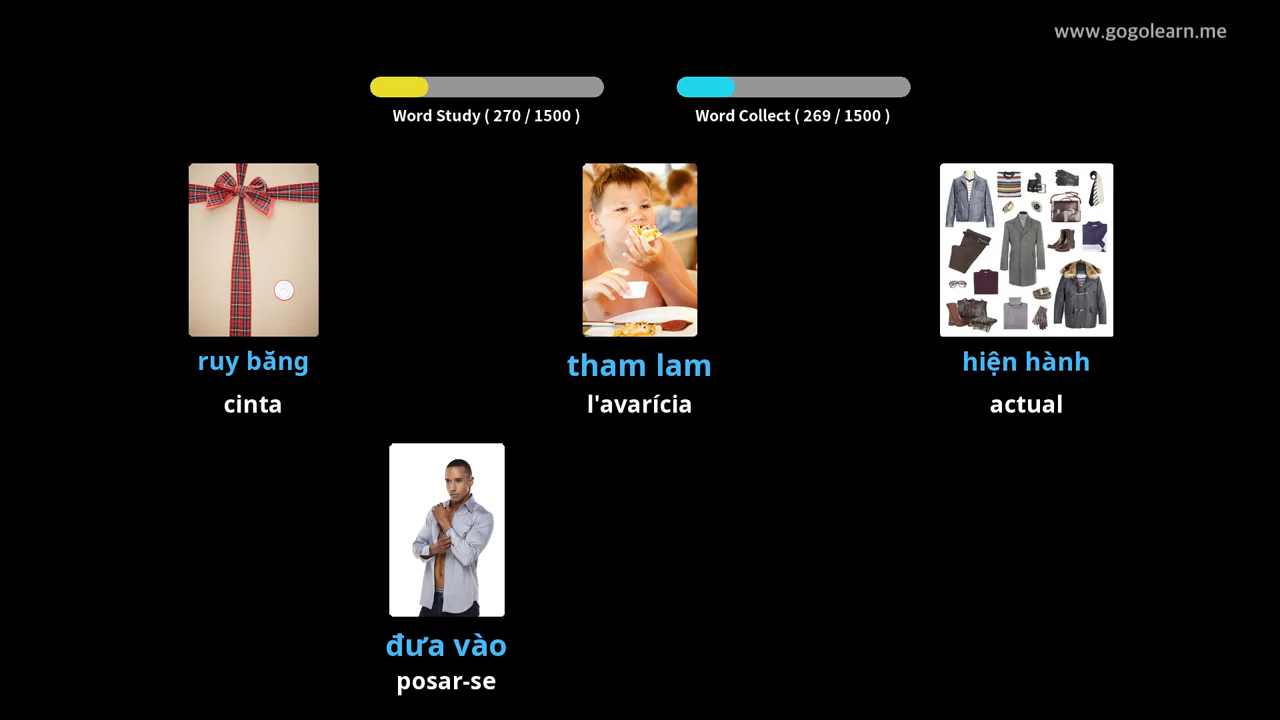 www.gogolearn.me
Word Study ( 270 / 1500 )
Word Collect ( 269 / 1500 )
ruy băng
tham lam
hiện hành
cinta
l'avarícia
actual
đưa vào
posar-se